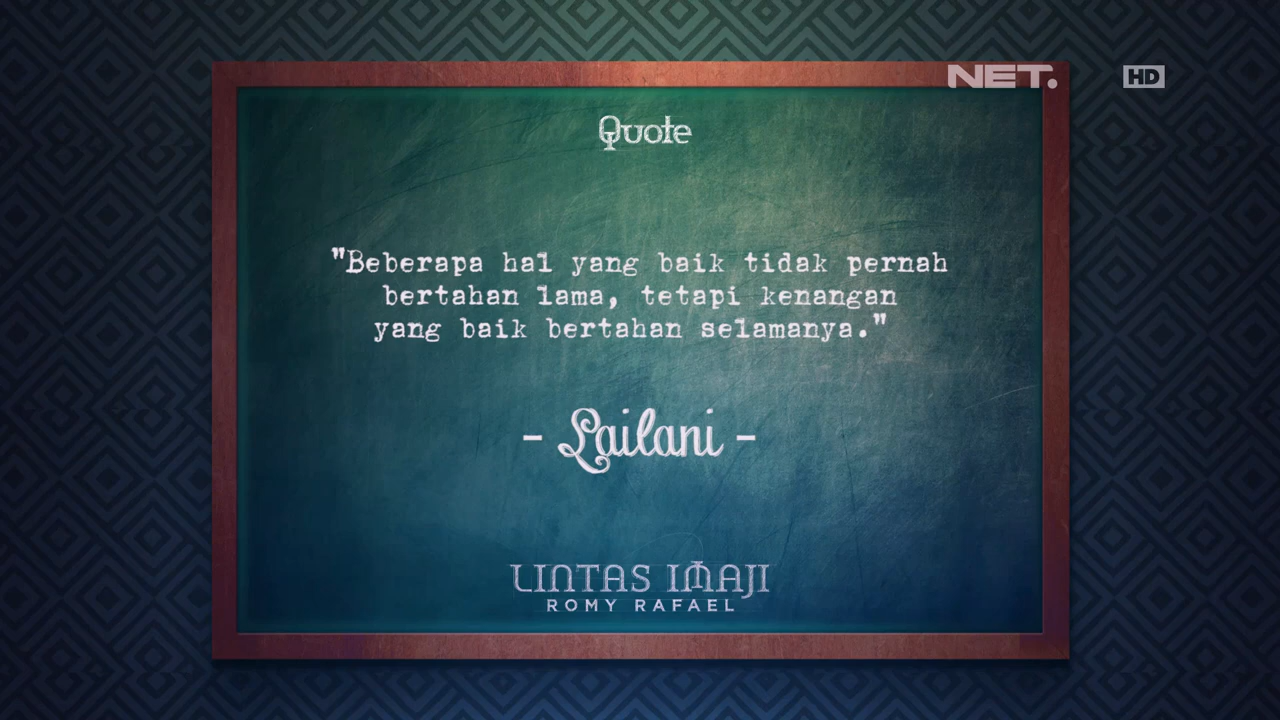 NET.
HD
Quote
"Beberapa hal yang baik tidak pernah
bertahan lama, tetapi kenangan
yang baik bertahan selamanya."
- Lailani -
LINTAS IMAJI
ROMY RAFAEL